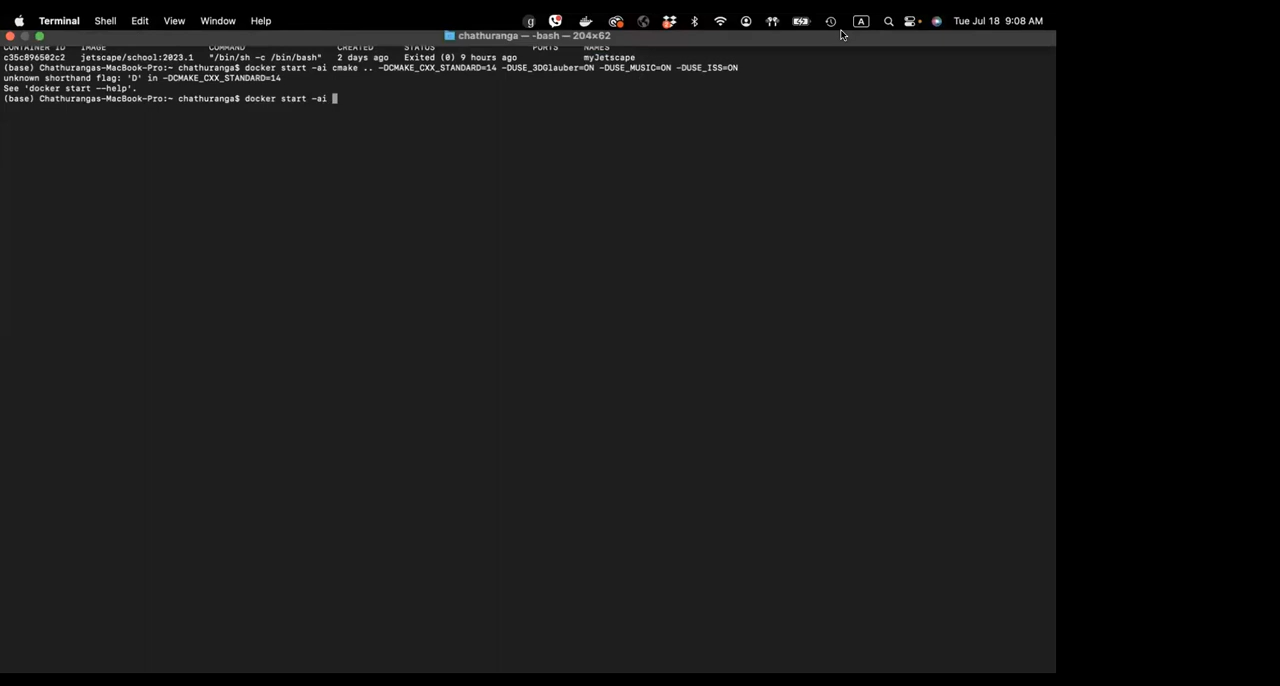 Terminal Shell Edit View Window Help g A Tue Jul 18 9:08 AM
chathuranga — -bash — 204×62
CONTAINER ID IMAGE COMMAND CREATED STATUS PORTS NAMES
c35c896502c2 jetscape/school:2023.1 "/bin/sh -c /bin/bash" 2 days ago Exited (0) 9 hours ago myJetscape
(base) Chathurangas-MacBook-Pro:~ chathuranga$ docker start -ai cmake .. -DCMAKE_CXX_STANDARD=14 -DUSE_3DGlauber=ON -DUSE_MUSIC=ON -DUSE_ISS=ON
unknown shorthand flag: 'D' in -DCMAKE_CXX_STANDARD=14
See 'docker start --help'.
(base) Chathurangas-MacBook-Pro:~ chathuranga$ docker start -ai